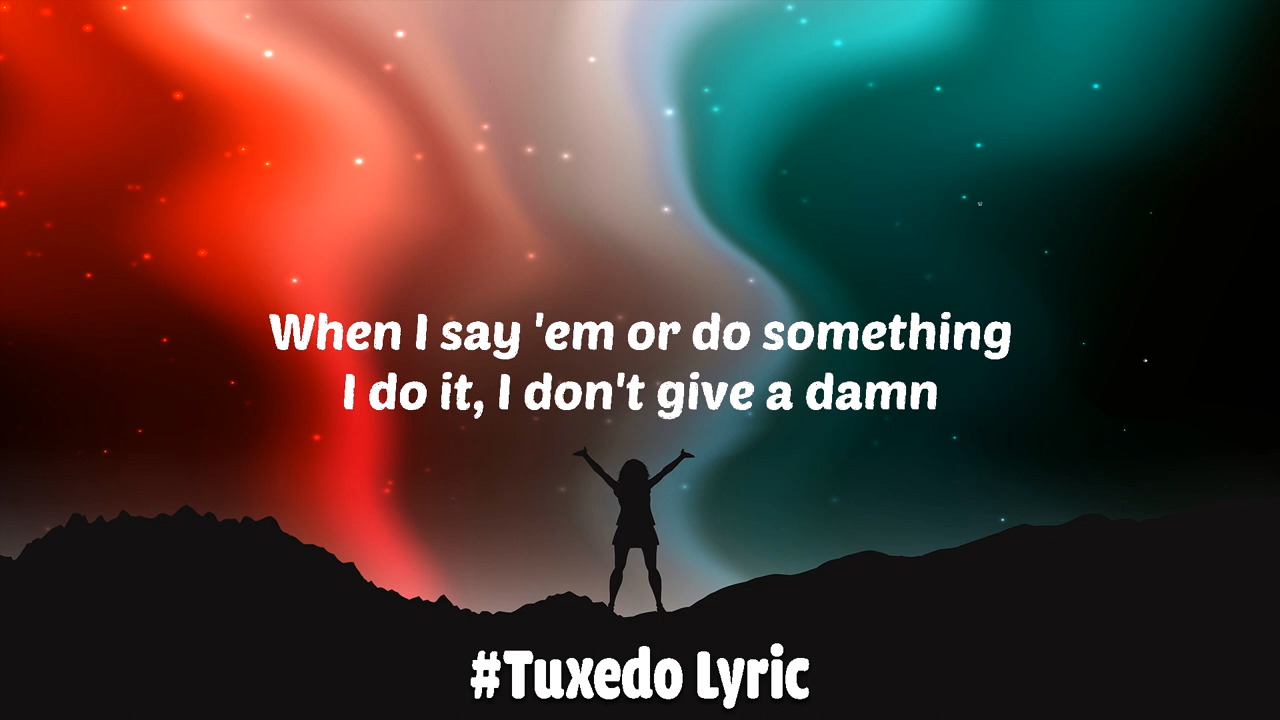 When I say 'em or do something
I do it, I don't give a damn
#Tuxedo Lyric